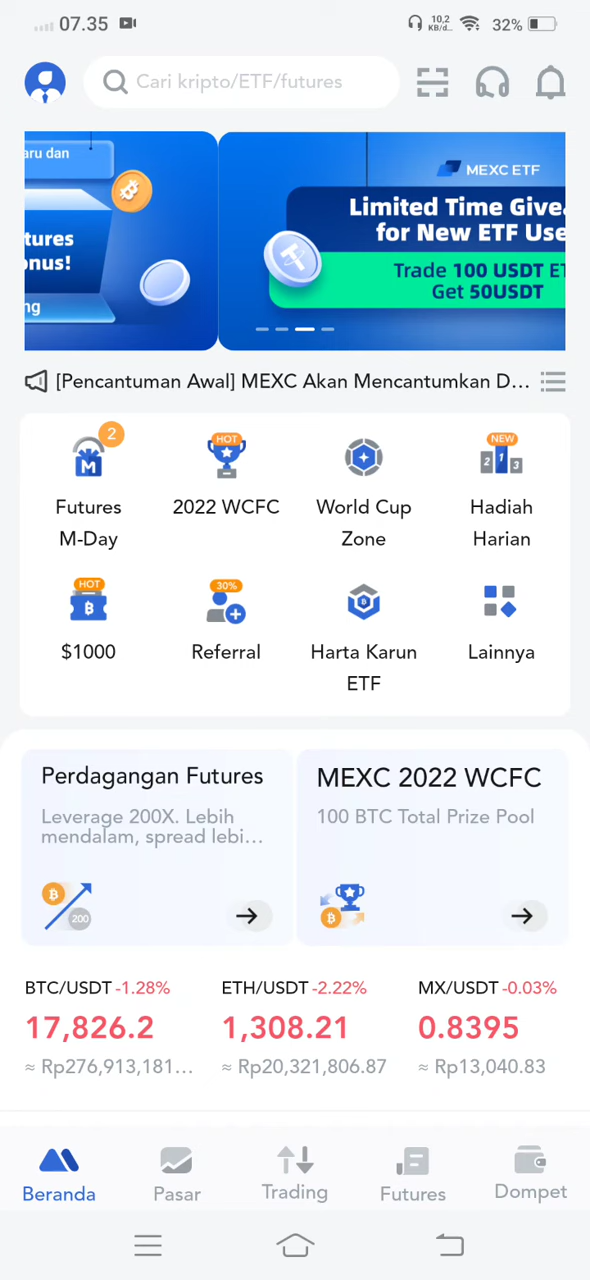 07.35
10,2
KB/d...
32%
Cari kripto/ETF/futures
aru dan
tures
onus!
ng
MEXC ETF
Limited Time Give
for New ETF Use
Trade 100 USDT ET
Get 50USDT
[Pencantuman Awal] MEXC Akan Mencantumkan D...
2
HOT
NEW
M
2 1 3
Futures
M-Day
2022 WCFC
World Cup
Zone
Hadiah
Harian
HOT
30%
$1000
Referral
Harta Karun
ETF
Lainnya
Perdagangan Futures
Leverage 200X. Lebih
mendalam, spread lebi...
200
MEXC 2022 WCFC
100 BTC Total Prize Pool
BTC/USDT -1.28%
17,826.2
≈ Rp276,913,181...
ETH/USDT -2.22%
1,308.21
≈ Rp20,321,806.87
MX/USDT -0.03%
0.8395
≈ Rp13,040.83
Beranda
Pasar
Trading
Futures
Dompet